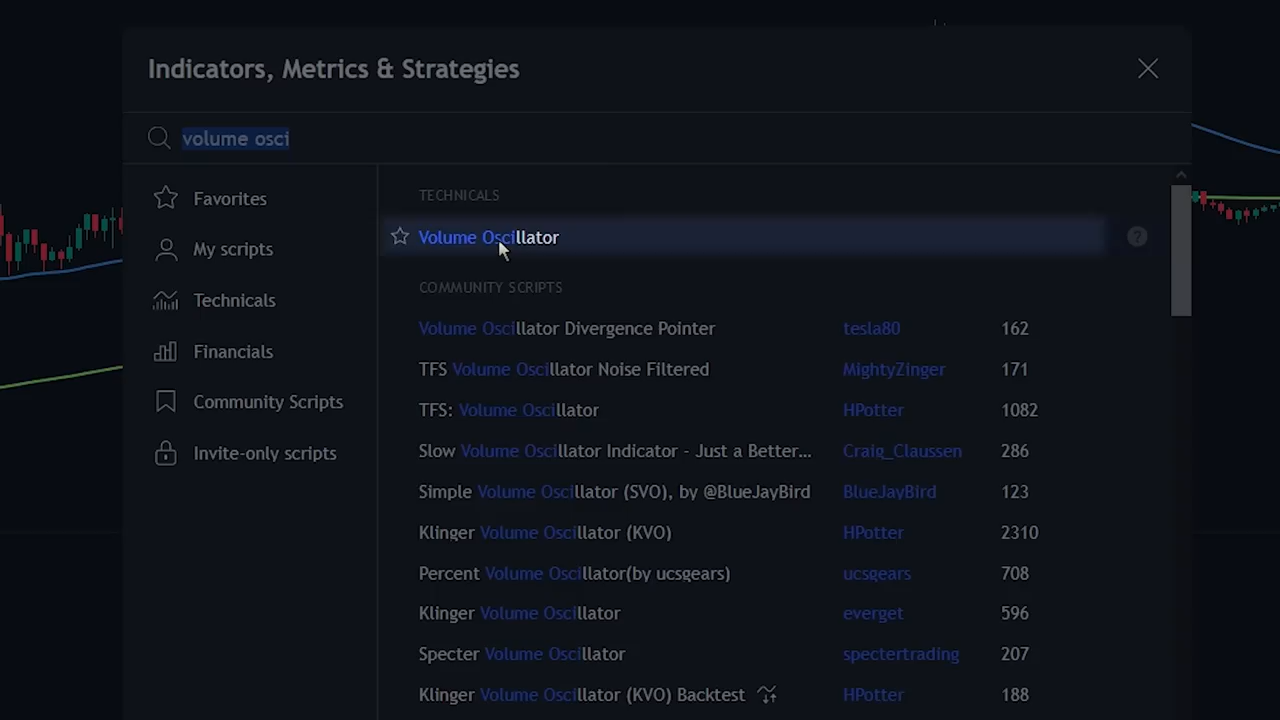 Indicators, Metrics & Strategies
volume osci
Favorites
My scripts
Technicals
Financials
Community Scripts
Invite-only scripts
TECHNICALS
Volume Oscillator
?
COMMUNITY SCRIPTS
Volume Oscillator Divergence Pointer tesla80 162
TFS Volume Oscillator Noise Filtered MightyZinger 171
TFS: Volume Oscillator HPotter 1082
Slow Volume Oscillator Indicator - Just a Better... Craig_Claussen 286
Simple Volume Oscillator (SVO), by @BlueJayBird BlueJayBird 123
Klinger Volume Oscillator (KVO) HPotter 2310
Percent Volume Oscillator(by ucsgears) ucsgears 708
Klinger Volume Oscillator everget 596
Specter Volume Oscillator spectertrading 207
Klinger Volume Oscillator (KVO) Backtest HPotter 188